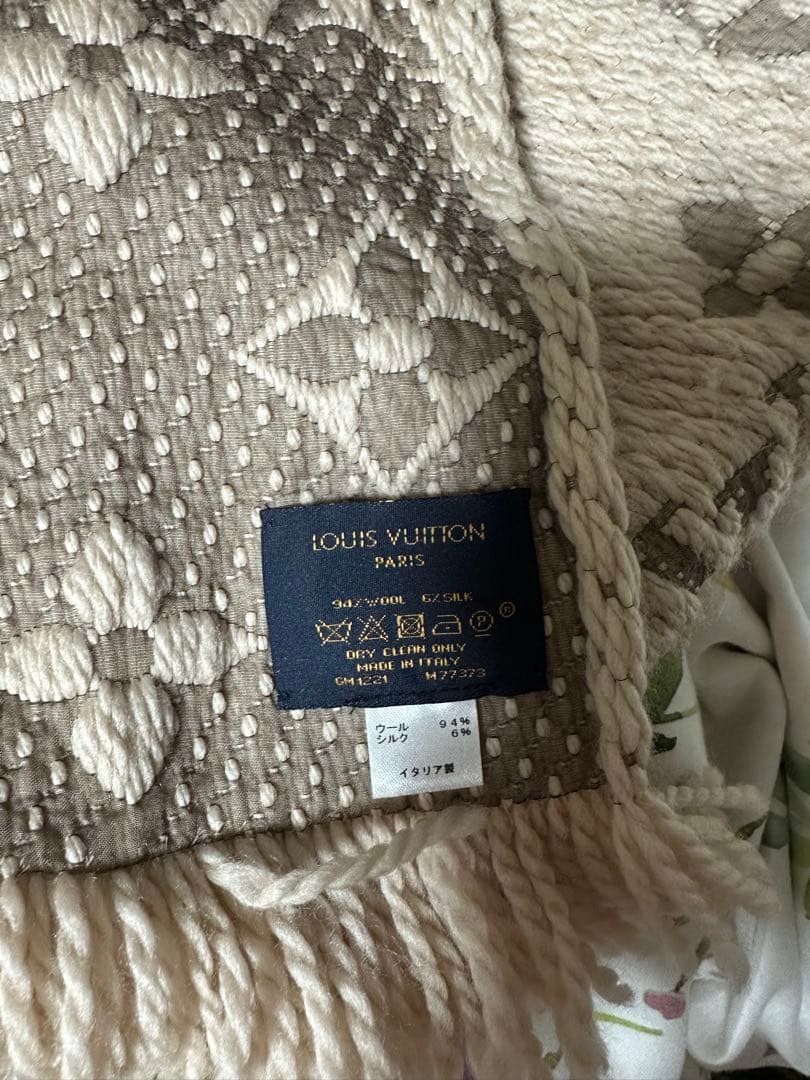 LOUIS VUITTON
PARIS
94% WOOL 6% SILK
P R
DRY CLEAN ONLY
MADE IN ITALY
GM1221 M77373
ウール 94%
シルク 6%
イタリア製